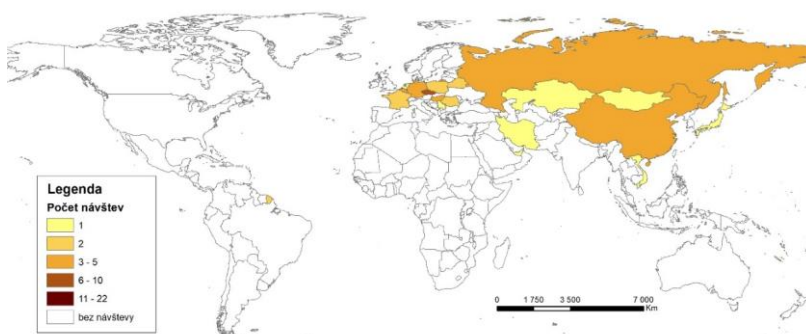 Legenda
Počet návštev
1
2
3 - 5
6 - 10
11 - 22
bez návštevy
0 1 750 3 500 7 000
Km